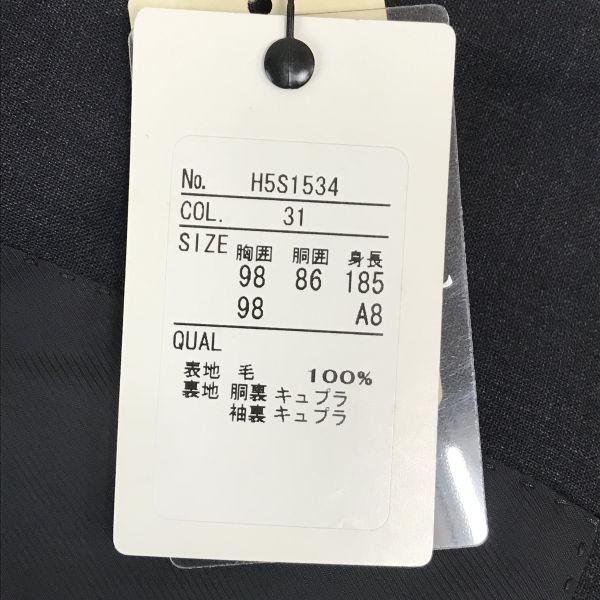 No. H5S1534
COL. 31
SIZE 胸囲 胴囲 身長
98 86 185
98 A8
QUAL
表地 毛 100%
裏地 胴裏 キュプラ
袖裏 キュプラ